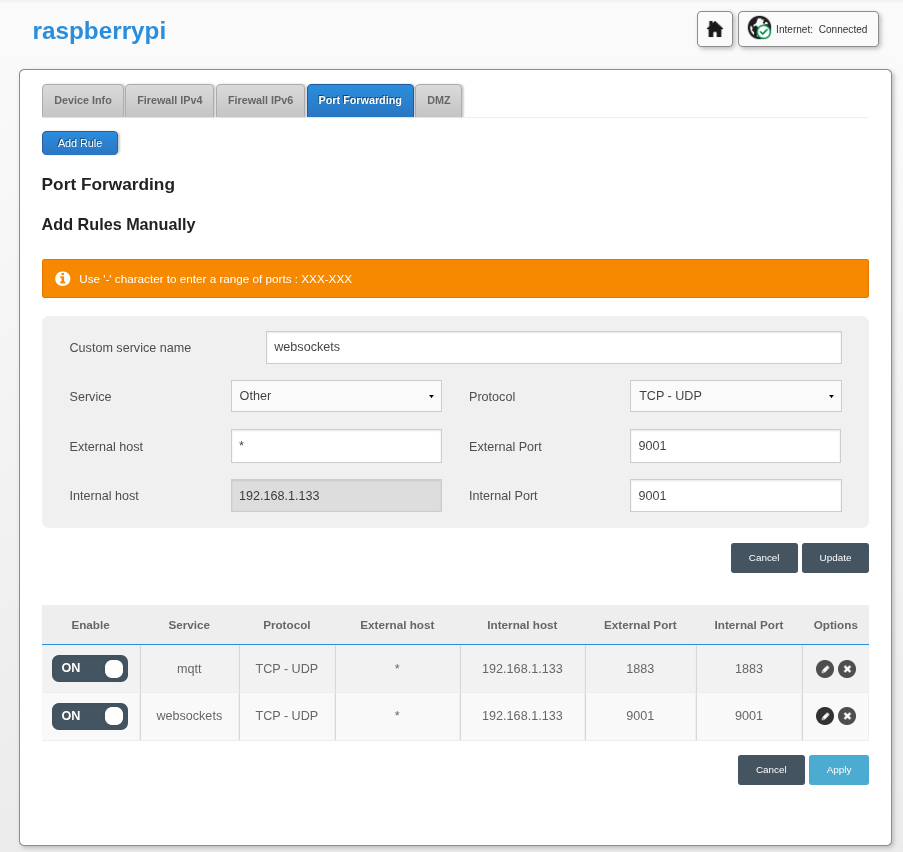 raspberrypi
Internet: Connected
Device Info Firewall IPv4 Firewall IPv6 Port Forwarding DMZ
Add Rule
Port Forwarding
Add Rules Manually
Use '-' character to enter a range of ports : XXX-XXX
Custom service name websockets
Service Other Protocol TCP - UDP
External host * External Port 9001
Internal host 192.168.1.133 Internal Port 9001
Cancel Update
Enable Service Protocol External host Internal host External Port Internal Port Options
ON mqtt TCP - UDP * 192.168.1.133 1883 1883
ON websockets TCP - UDP * 192.168.1.133 9001 9001
Cancel Apply